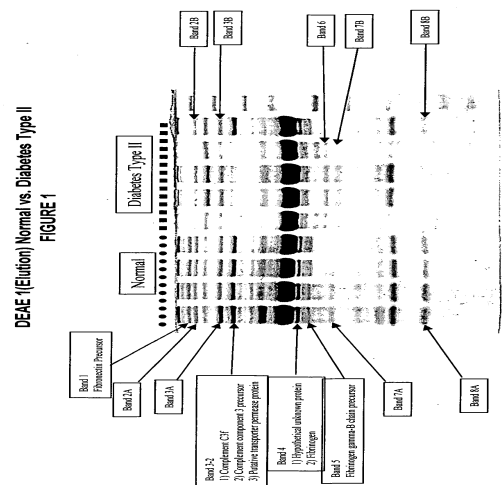 DEAE 1(Elution) Normal vs. Diabetes Type II
FIGURE 1
Normal
Diabetes Type II
Band 1
Fibronectin Precursor
Band 2A
Band 3A
Band 3-2
1) Complement C3f
2) Complement component 3 precursor
3) Putative transporter permease protein
Band 4
1) Hypothetical unknown protein
2) Fibrinogen
Band 5
Fibringen gamma-B chain precursor
Band 7A
Band 8A
Band 2B
Band 3B
Band 6
Band 7B
Band 8B